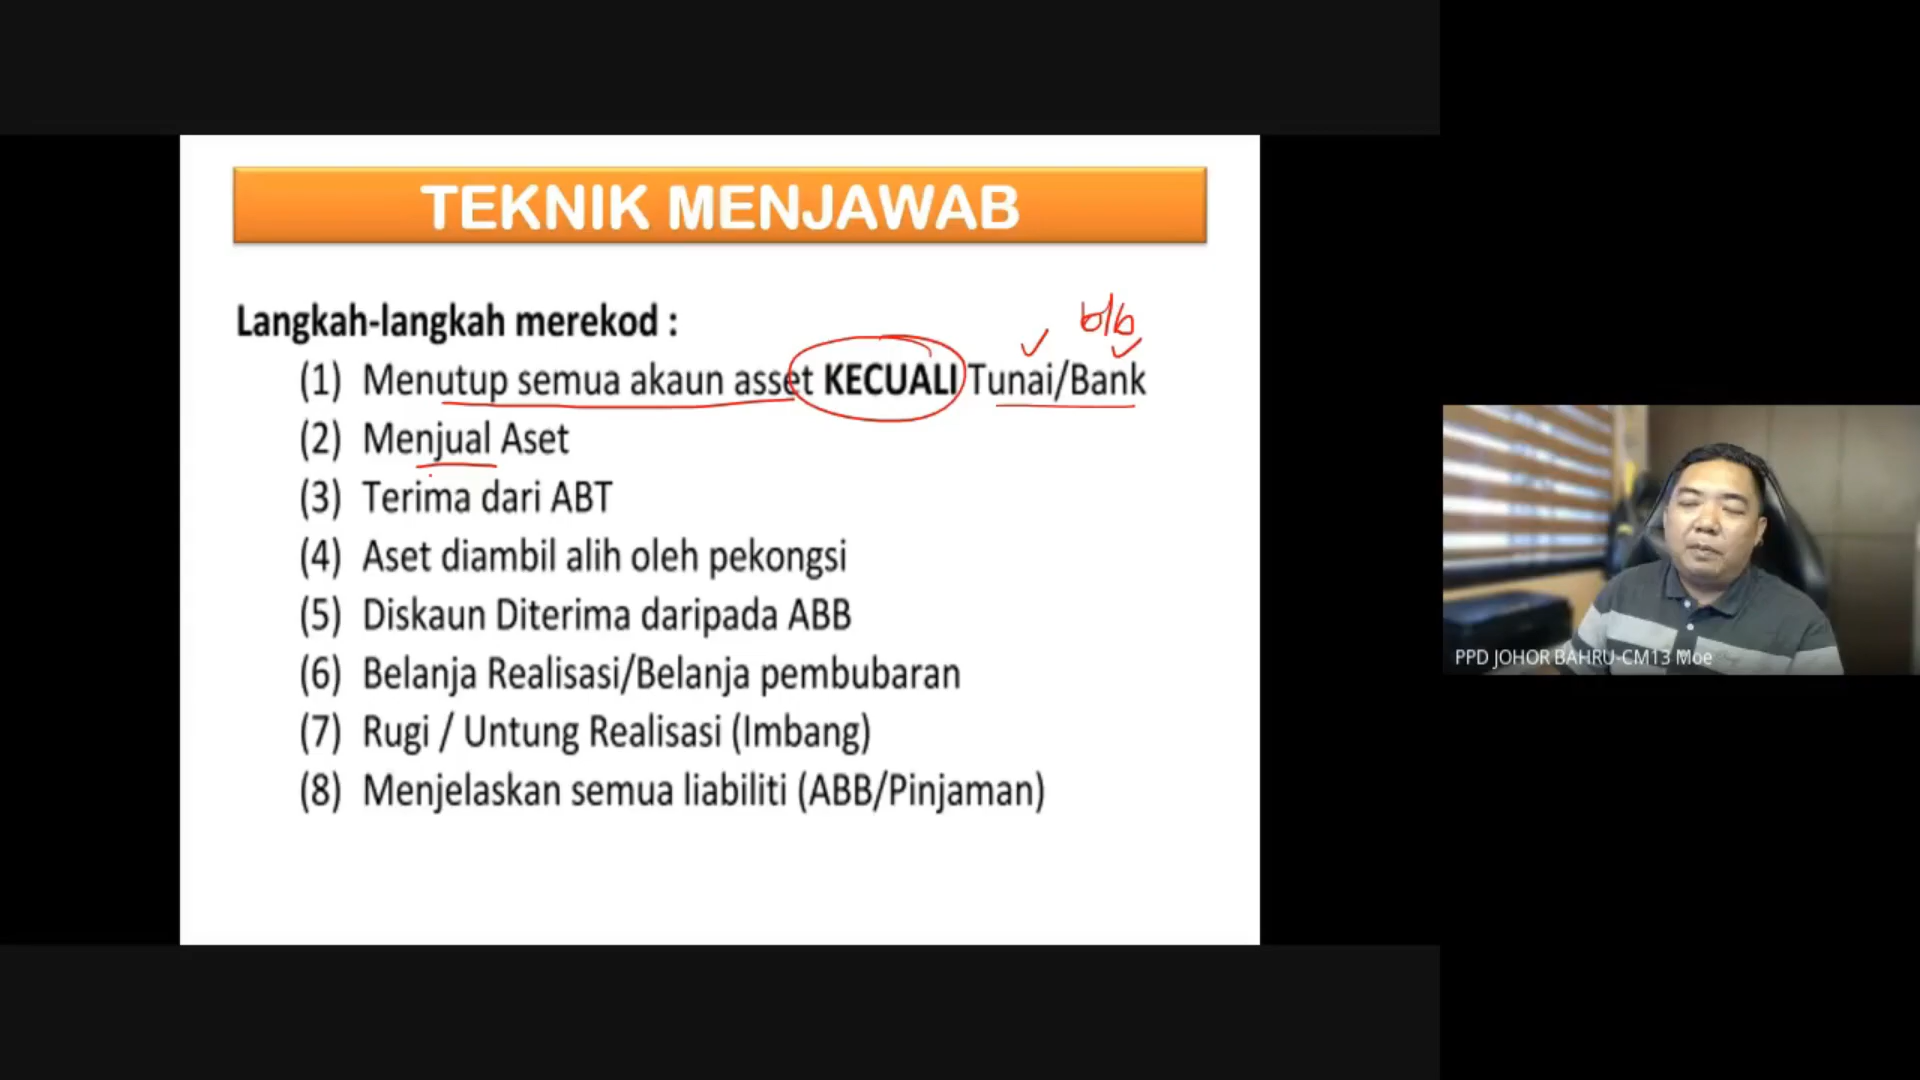 TEKNIK MENJAWAB
Langkah-langkah merekod :
b/b
(1) Menutup semua akaun asset KECUALI Tunai/Bank
(2) Menjual Aset
(3) Terima dari ABT
(4) Aset diambil alih oleh pekongsi
(5) Diskaun Diterima daripada ABB
(6) Belanja Realisasi/Belanja pembubaran
(7) Rugi / Untung Realisasi (Imbang)
(8) Menjelaskan semua liabiliti (ABB/Pinjaman)
PPD JOHOR BAHRU-CM13 Moe